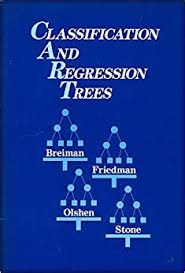 CLASSIFICATION
AND
REGRESSION
TREES
Breiman
Friedman
Olshen
Stone